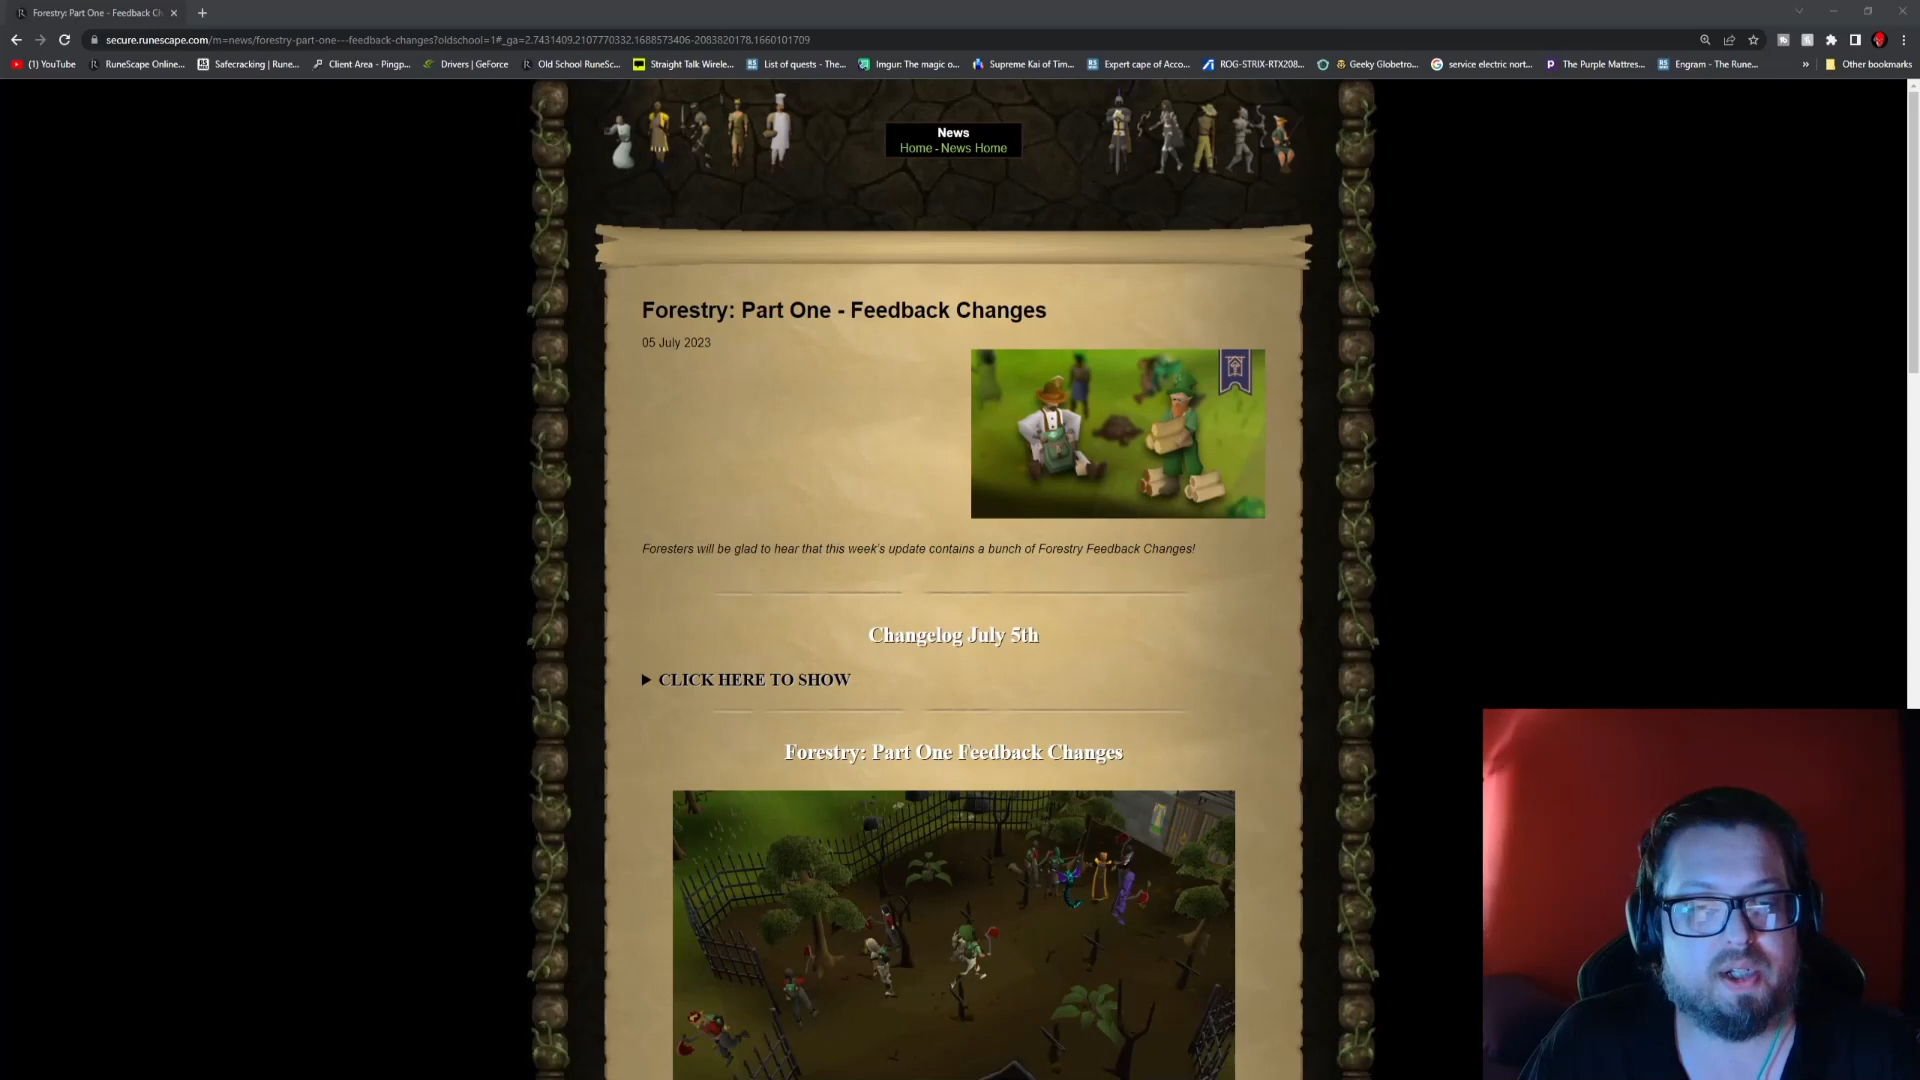 Forestry: Part One - Feedback Ch
secure.runescape.com/m=news/forestry-part-one---feedback-changes?oldschool=1#_ga=2.7431409.2107770332.1688573406-2083820178.1660101709
(1) YouTube
RuneScape Online...
Safecracking | Rune...
Client Area - Pingp...
Drivers | GeForce
Old School RuneSc...
Straight Talk Wirele...
List of quests - The...
Imgur: The magic o...
Supreme Kai of Tim...
Expert cape of Acco...
ROG-STRIX-RTX208...
Geeky Globetro...
service electric nort...
The Purple Mattres...
Engram - The Rune...
»
Other bookmarks
News
Home - News Home
Forestry: Part One - Feedback Changes
05 July 2023
Foresters will be glad to hear that this week's update contains a bunch of Forestry Feedback Changes!
Changelog July 5th
CLICK HERE TO SHOW
Forestry: Part One Feedback Changes